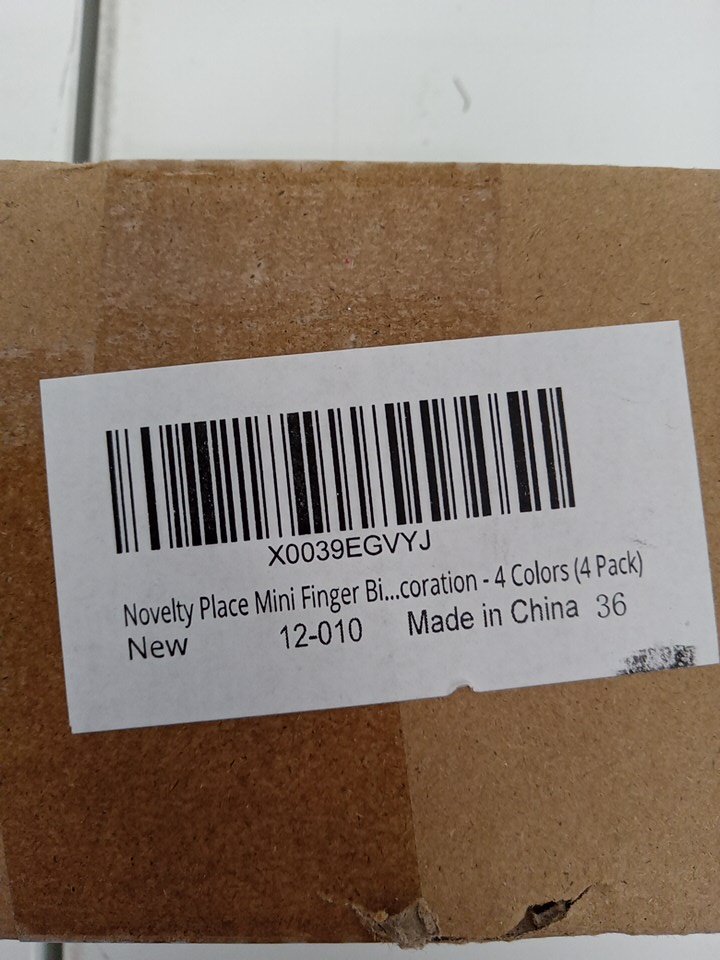 X0039EGVYJ
Novelty Place Mini Finger Bi...coration - 4 Colors (4 Pack)
New 12-010 Made in China 36